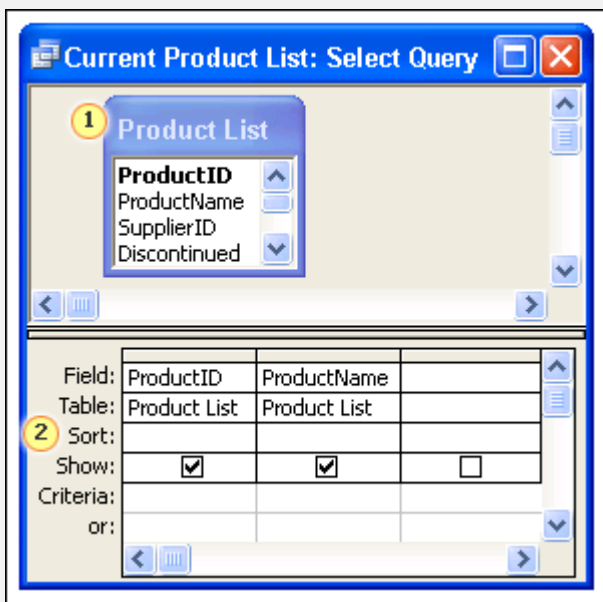 Current Product List: Select Query
1
Product List
ProductID
ProductName
SupplierID
Discontinued
Field: ProductID ProductName
Table: Product List Product List
2 Sort:
Show:
Criteria:
or: